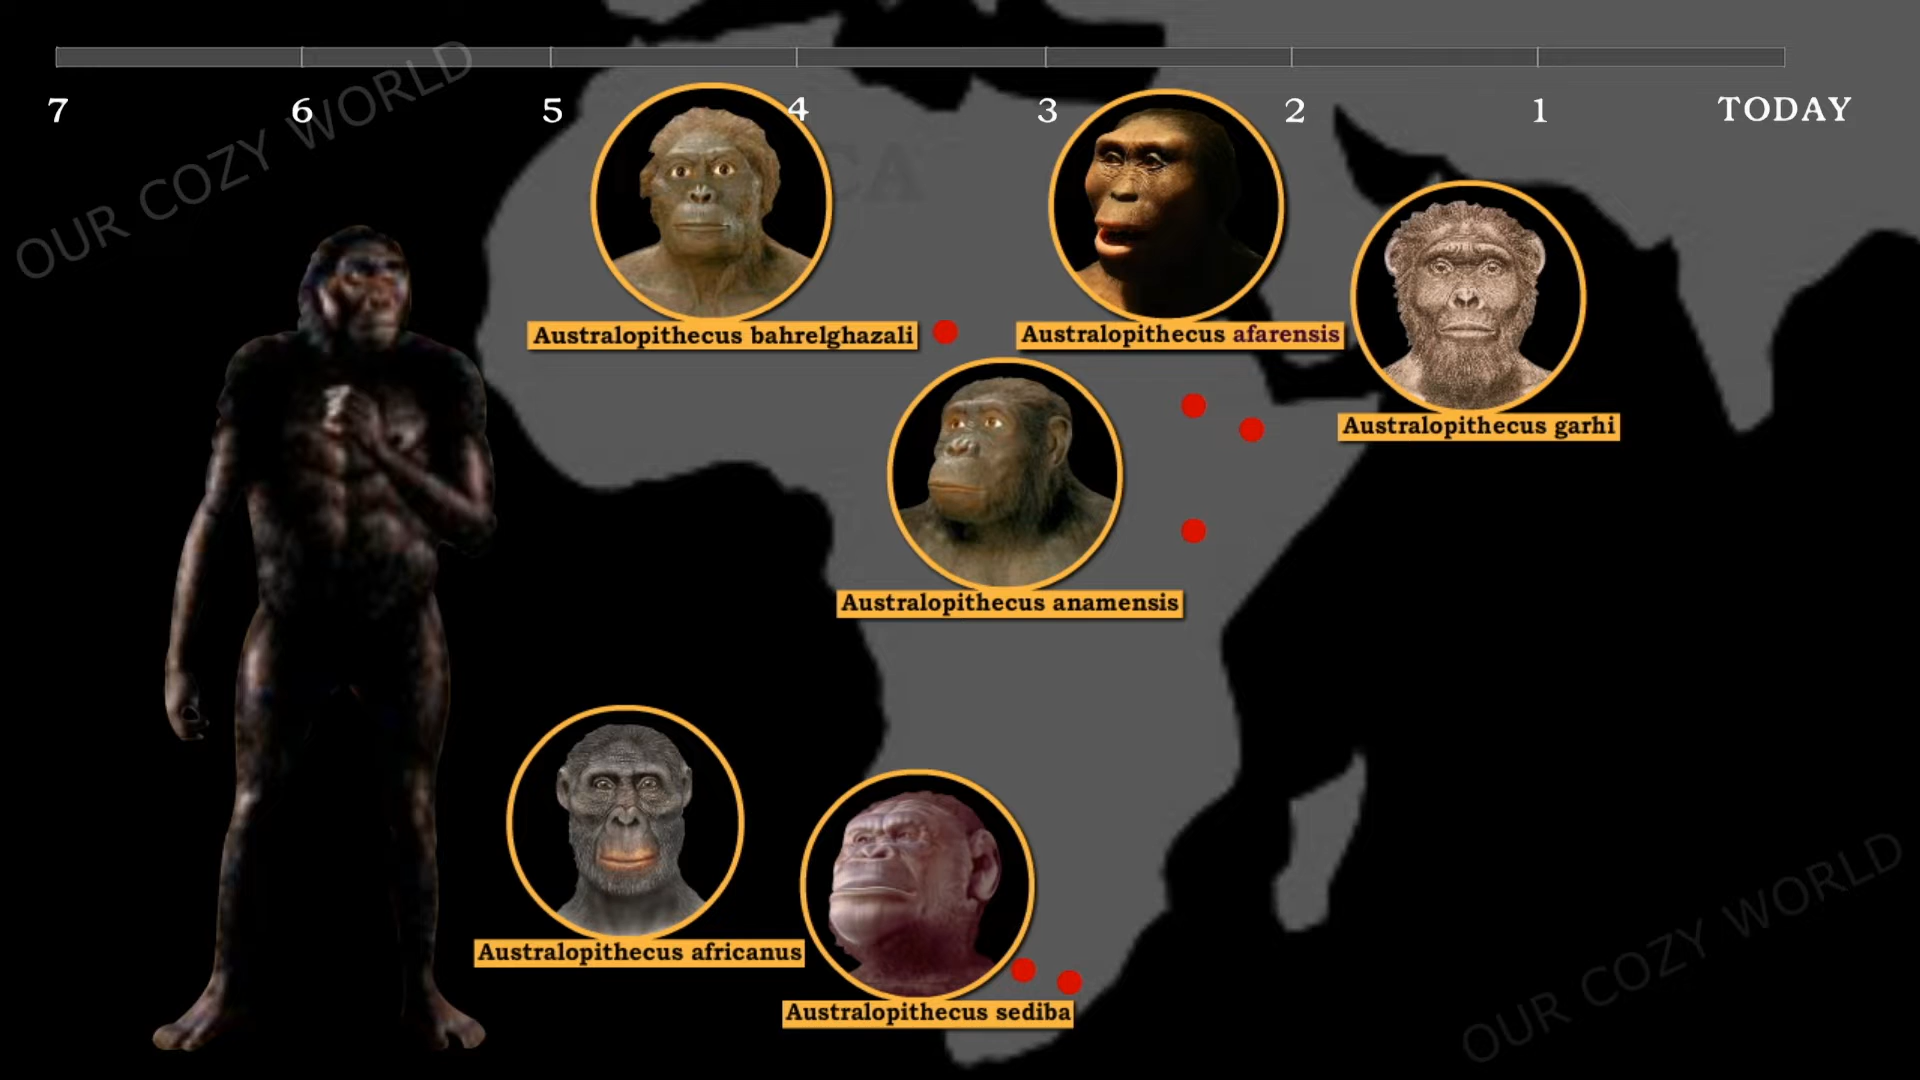 7 6 5 4 3 2 1 TODAY
OUR COZY WORLD
Australopithecus bahrelghazali
Australopithecus afarensis
Australopithecus garhi
Australopithecus anamensis
Australopithecus africanus
Australopithecus sediba
OUR COZY WORLD